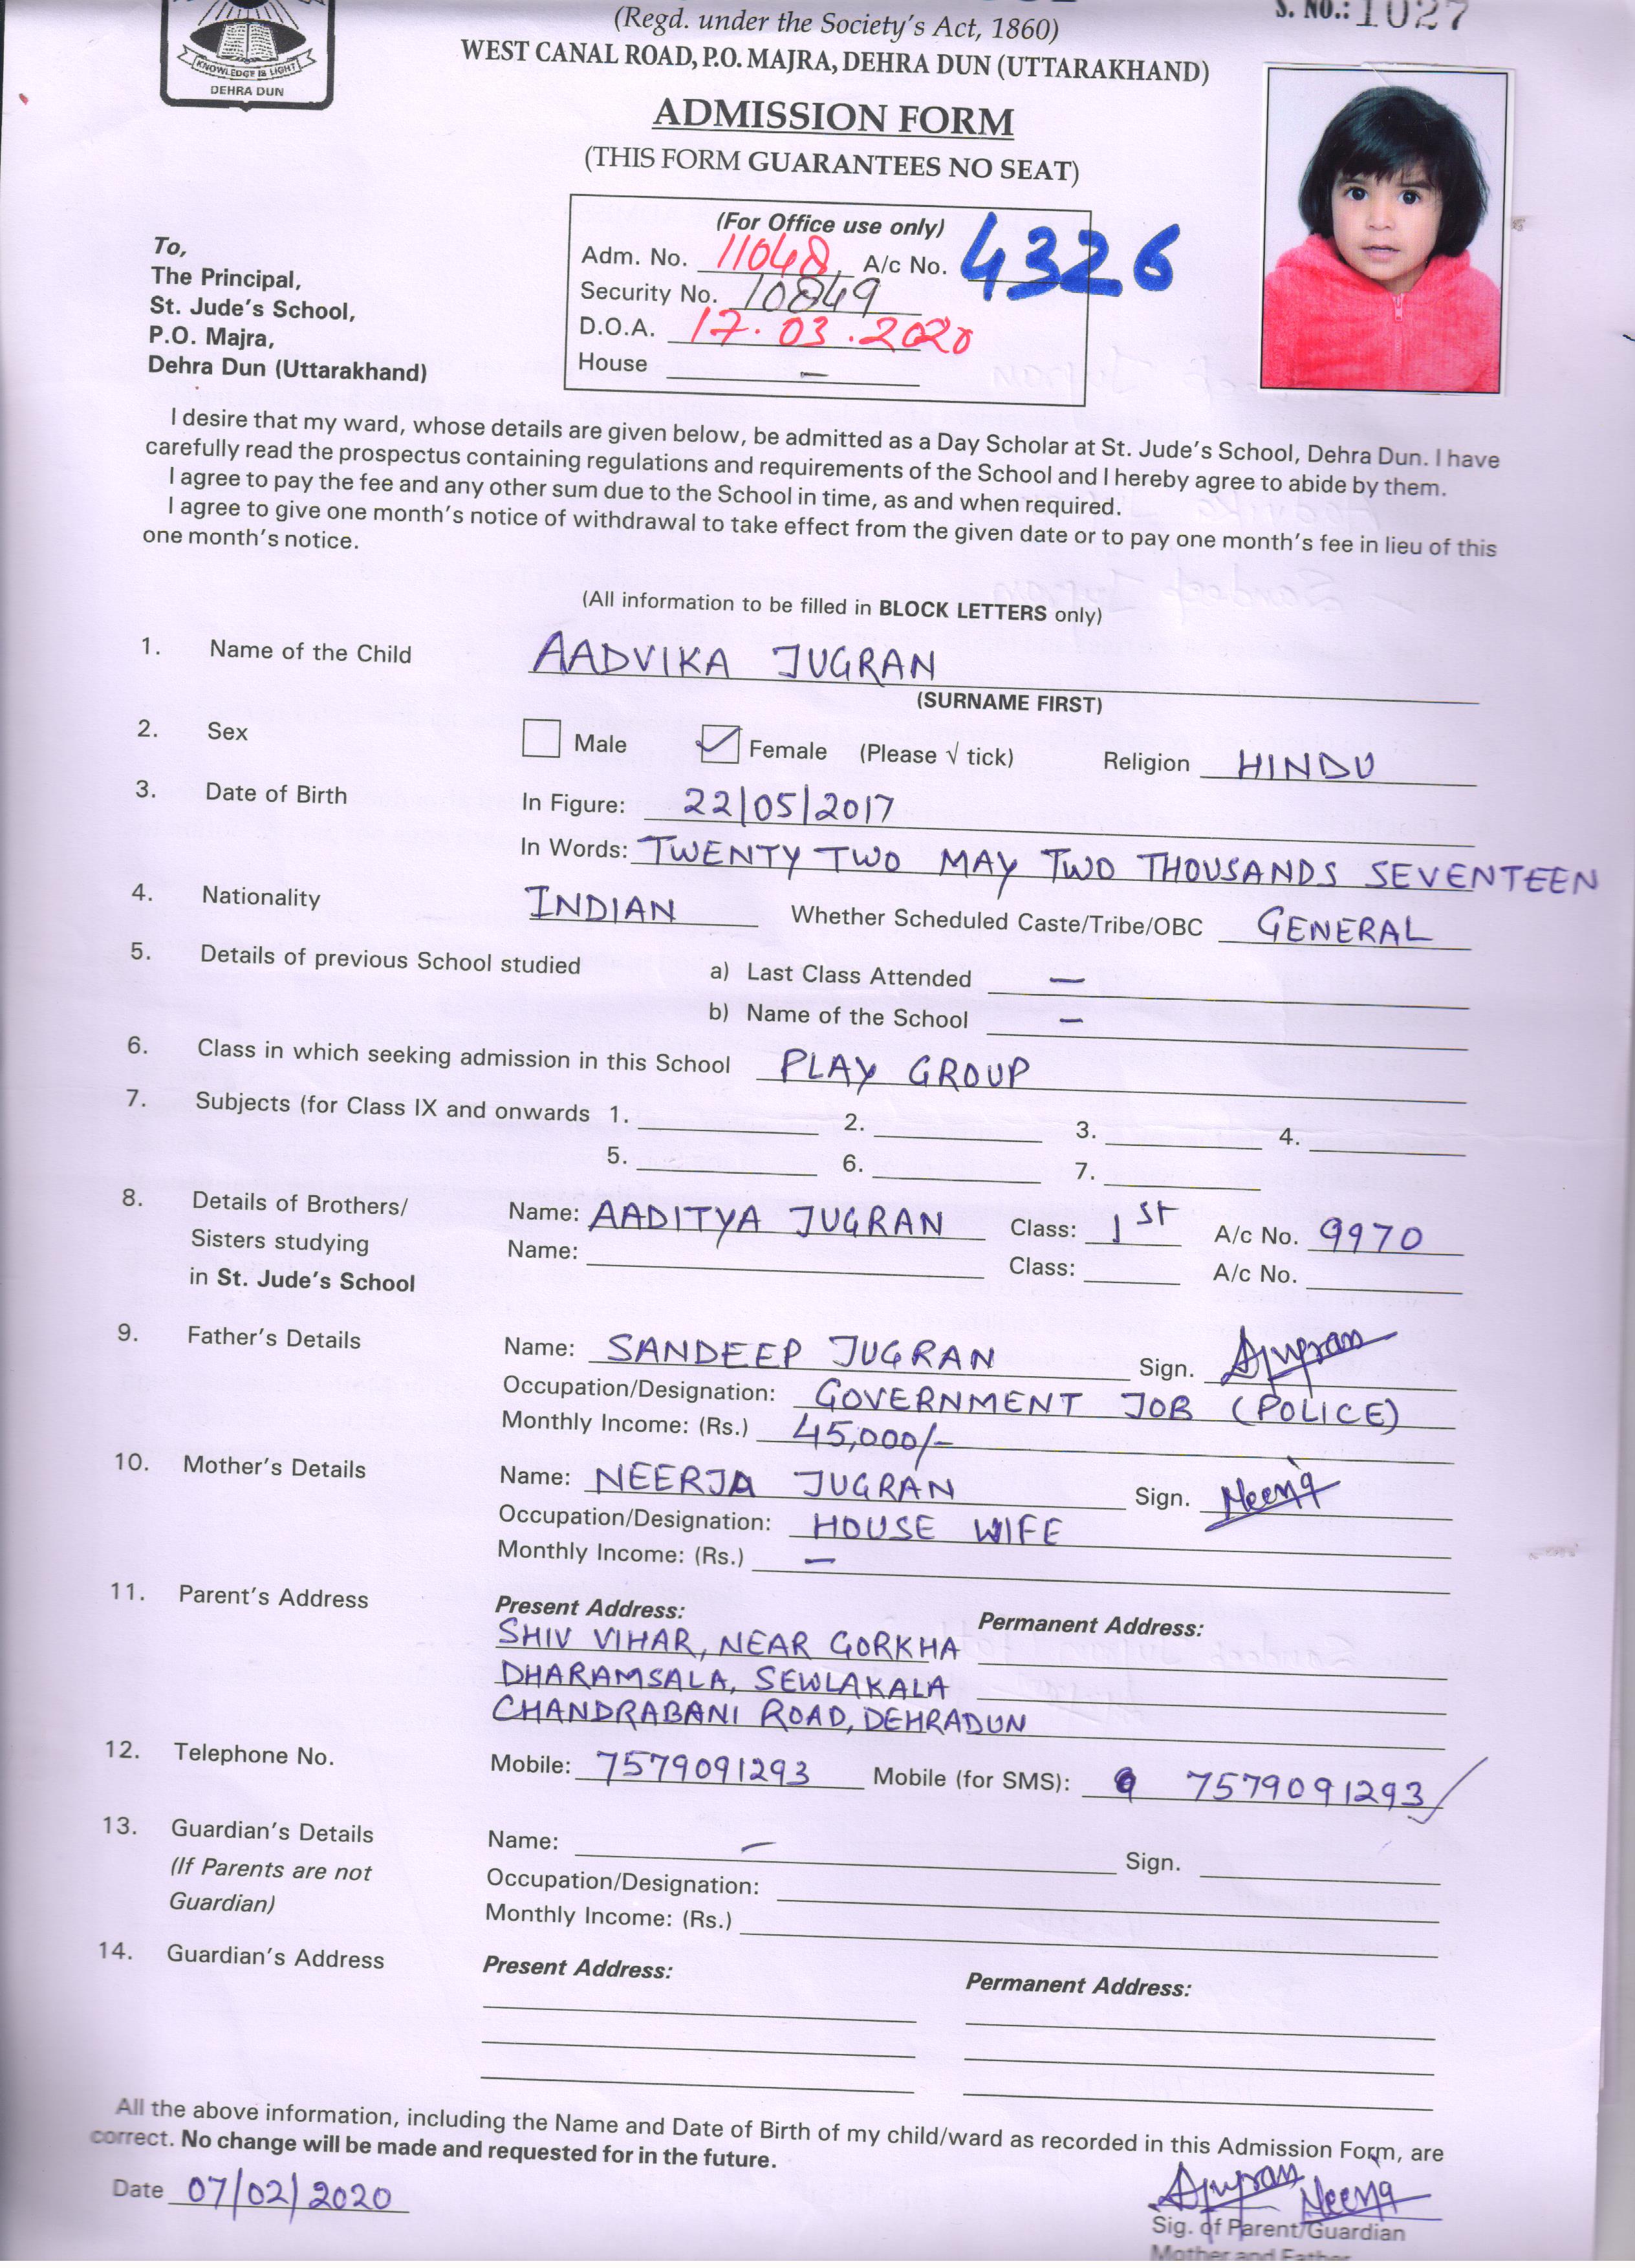 (Regd. under the Society's Act, 1860)
S. NO.: 1027
WEST CANAL ROAD, P.O. MAJRA, DEHRA DUN (UTTARAKHAND)
KNOWLEDGE IS LIGHT
DEHRA DUN
ADMISSION FORM
(THIS FORM GUARANTEES NO SEAT)
(For Office use only)
Adm. No. 11048 A/c No. 4326
Security No. 10849
D.O.A. 17.03.2020
House –
To,
The Principal,
St. Jude's School,
P.O. Majra,
Dehra Dun (Uttarakhand)
I desire that my ward, whose details are given below, be admitted as a Day Scholar at St. Jude's School, Dehra Dun. I have
carefully read the prospectus containing regulations and requirements of the School and I hereby agree to abide by them.
I agree to pay the fee and any other sum due to the School in time, as and when required.
I agree to give one month's notice of withdrawal to take effect from the given date or to pay one month's fee in lieu of this
one month's notice.
(All information to be filled in BLOCK LETTERS only)
1. Name of the Child AADVIKA JUGRAN
(SURNAME FIRST)
2. Sex Male Female (Please √ tick) Religion HINDU
3. Date of Birth In Figure: 22/05/2017
In Words: TWENTY TWO MAY TWO THOUSANDS SEVENTEEN
4. Nationality INDIAN Whether Scheduled Caste/Tribe/OBC GENERAL
5. Details of previous School studied a) Last Class Attended –
b) Name of the School –
6. Class in which seeking admission in this School PLAY GROUP
7. Subjects (for Class IX and onwards 1. 2. 3. 4.
5. 6. 7.
8. Details of Brothers/ Name: AADITYA JUGRAN Class: 1st A/c No. 9970
Sisters studying Name: Class: A/c No.
in St. Jude's School
9. Father's Details Name: SANDEEP JUGRAN Sign. SJugran
Occupation/Designation: GOVERNMENT JOB (POLICE)
Monthly Income: (Rs.) 45,000/-
10. Mother's Details Name: NEERJA JUGRAN Sign.
Occupation/Designation: HOUSE WIFE
Monthly Income: (Rs.) –
11. Parent's Address Present Address: Permanent Address:
SHIV VIHAR, NEAR GORKHA
DHARAMSALA, SEWLAKALA
CHANDRABANI ROAD, DEHRADUN
12. Telephone No. Mobile: 7579091293 Mobile (for SMS): 7579091293
13. Guardian's Details Name: – Sign.
(If Parents are not Occupation/Designation:
Guardian) Monthly Income: (Rs.)
14. Guardian's Address Present Address: Permanent Address:
All the above information, including the Name and Date of Birth of my child/ward as recorded in this Admission Form, are
correct. No change will be made and requested for in the future.
Date 07/02/2020 SJugran
Sig. of Parent/Guardian
Mother and Father